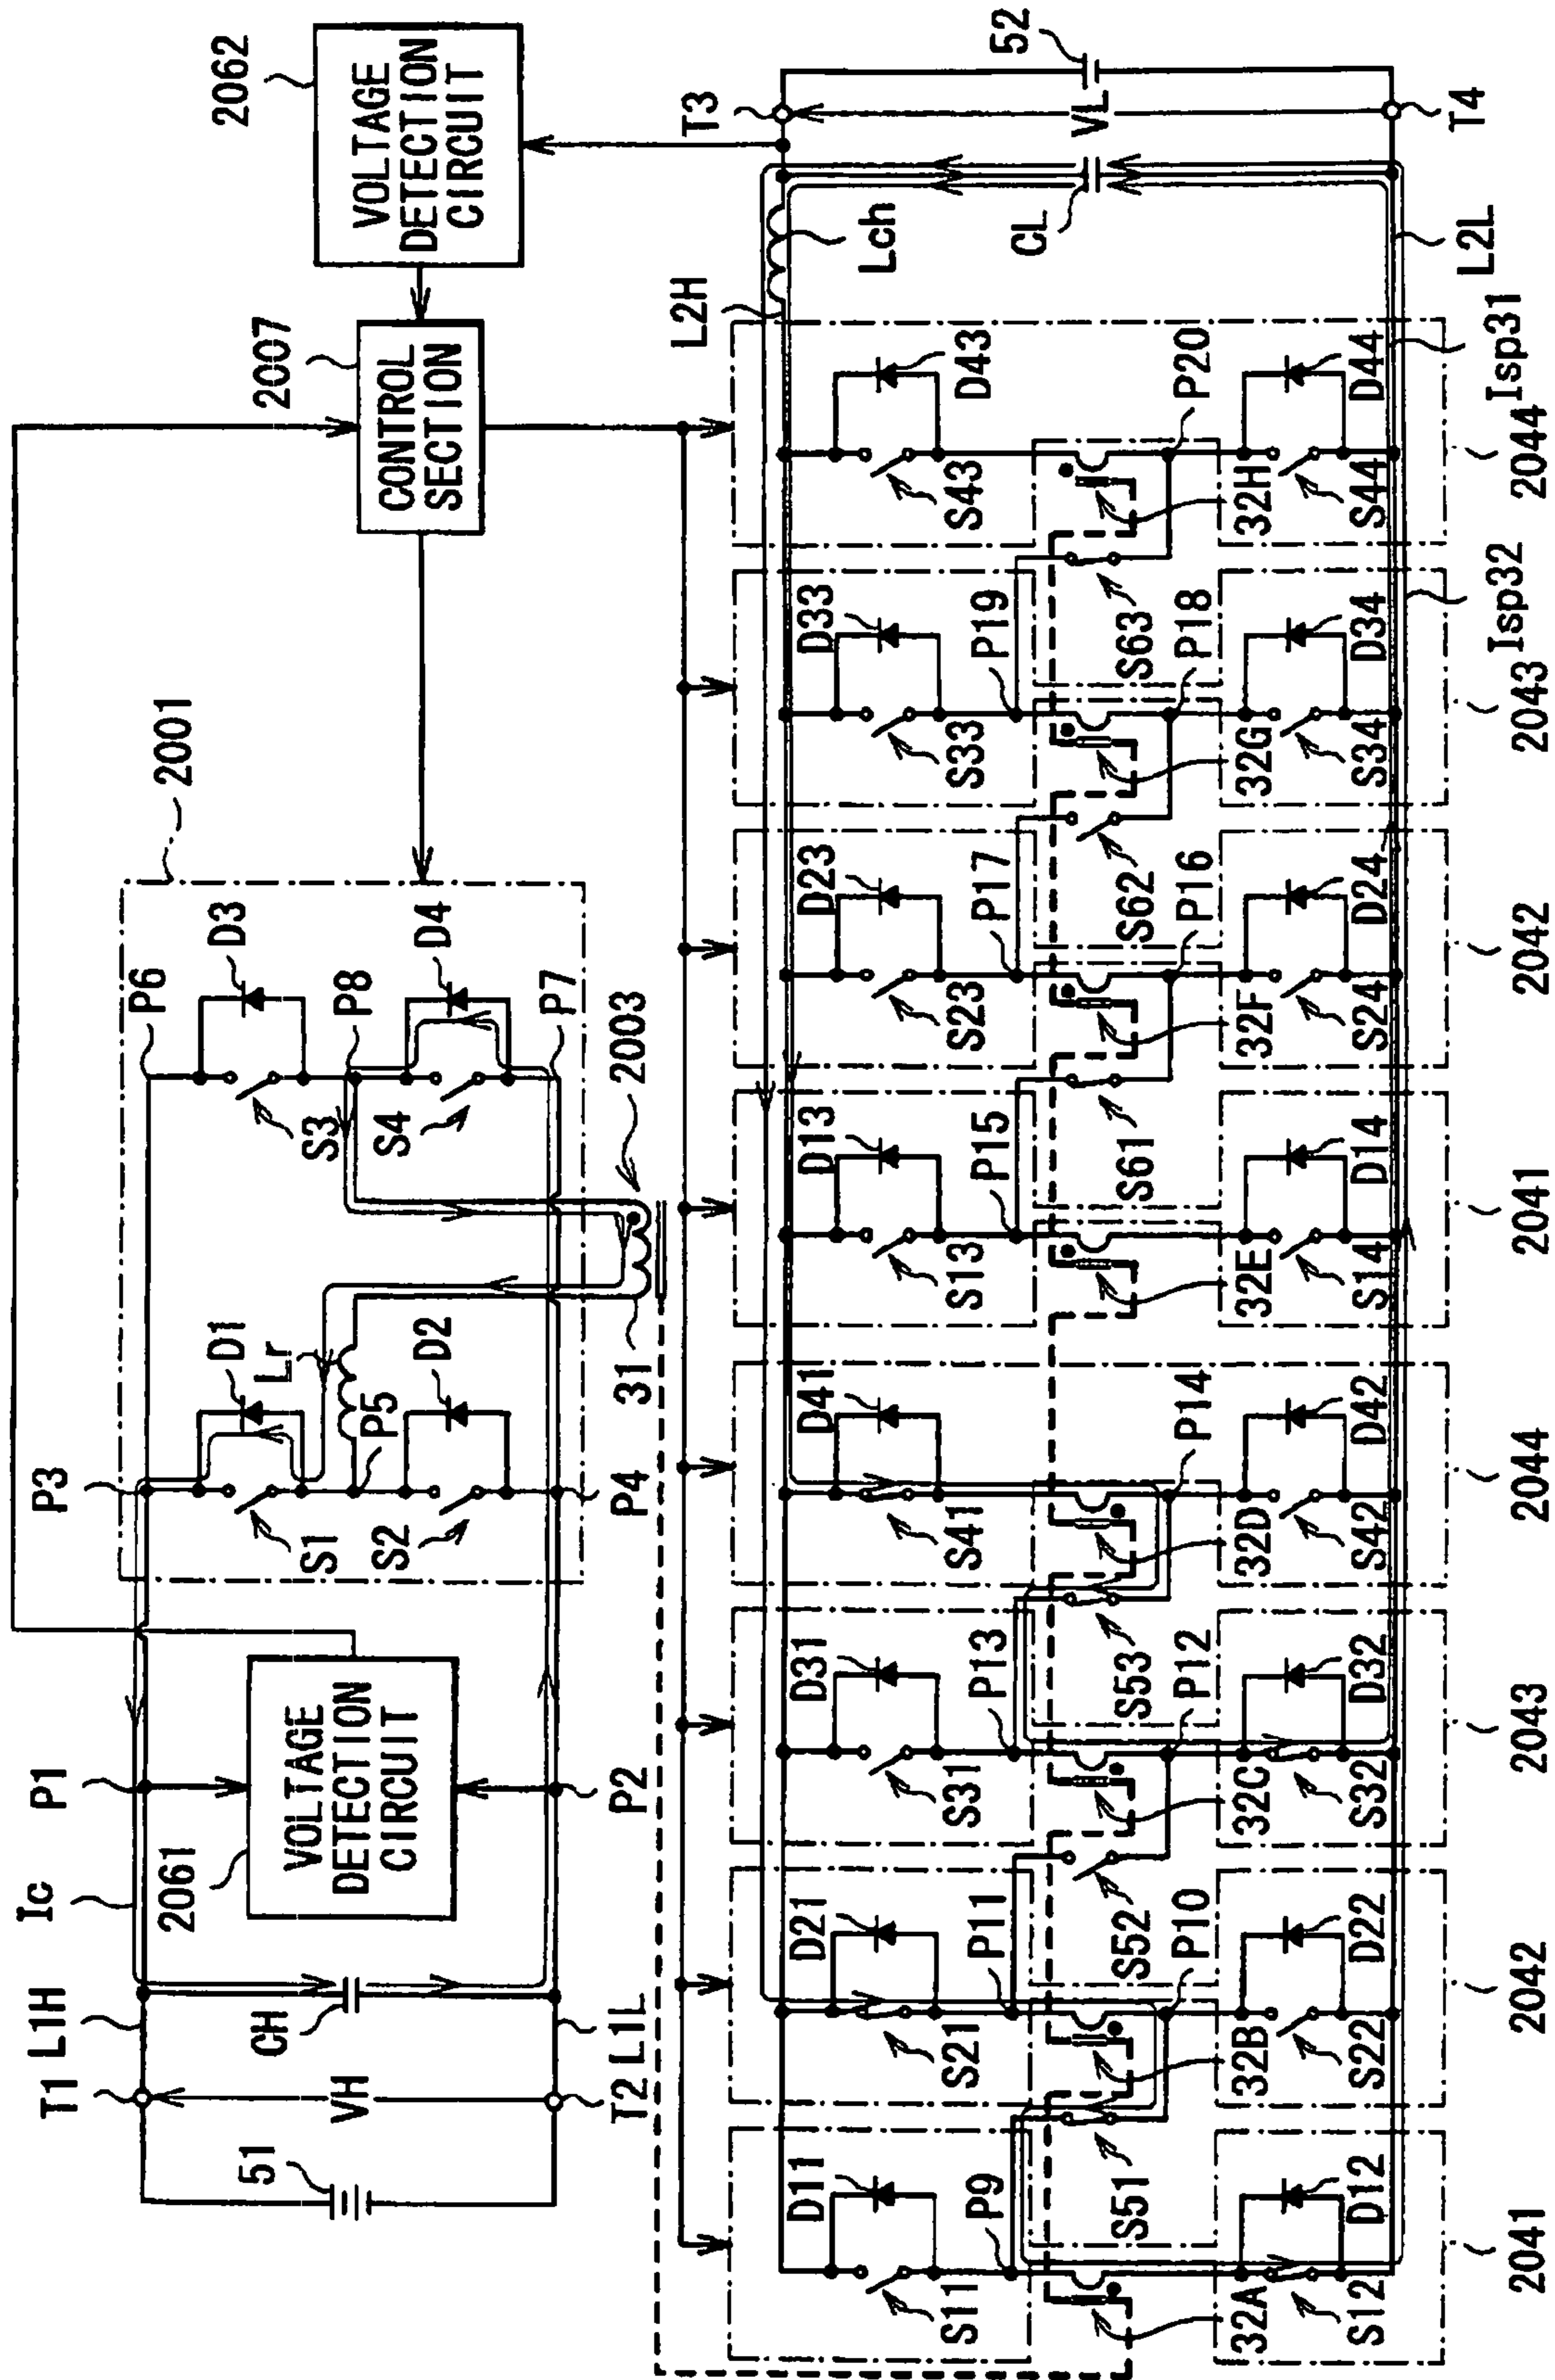 T1
L1H
Ic
P1
P3
51
VH
CH
2061
VOLTAGE
DETECTION
CIRCUIT
T2
L1L
P2
P4
S1
D1
Lr
S2
D2
P5
31
2001
P6
D3
S3
P8
S4
D4
P7
2003
2007
CONTROL
SECTION
2062
VOLTAGE
DETECTION
CIRCUIT
L2H
T3
52
Lch
VL
CL
T4
L2L
D11
D21
D31
D41
D13
D23
D33
D43
S11
S21
S31
S41
S13
S23
S33
S43
P9
P11
P13
P15
P17
P19
S51
S52
S53
S61
S62
S63
P10
P12
P14
P16
P18
P20
32A
32B
32C
32D
32E
32F
32G
32H
S12
D12
S22
D22
S32
D32
S42
D42
S14
D14
S24
D24
S34
D34
S44
D44
Isp32
Isp31
2041
2042
2043
2044
2041
2042
2043
2044